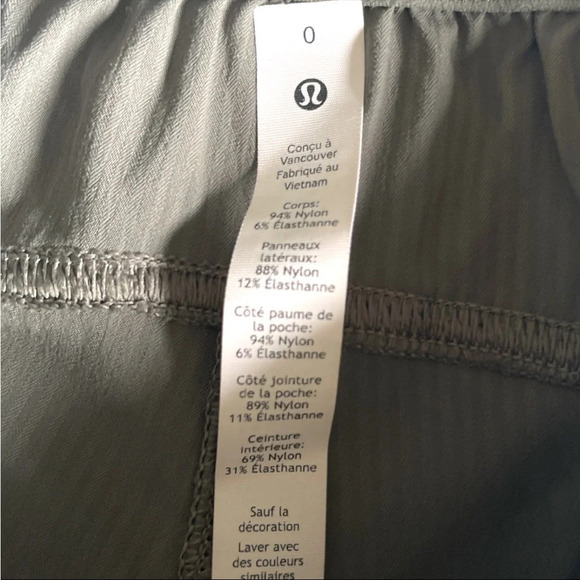 0
Conçu à
Vancouver
Fabriqué au
Vietnam
Corps:
94% Nylon
6% Élasthanne
Panneaux
latéraux:
88% Nylon
12% Élasthanne
Côté paume de
la poche:
94% Nylon
6% Élasthanne
Côté jointure
de la poche:
89% Nylon
11% Élasthanne
Ceinture
intérieure:
69% Nylon
31% Élasthanne
Sauf la
décoration
Laver avec
des couleurs
similaires